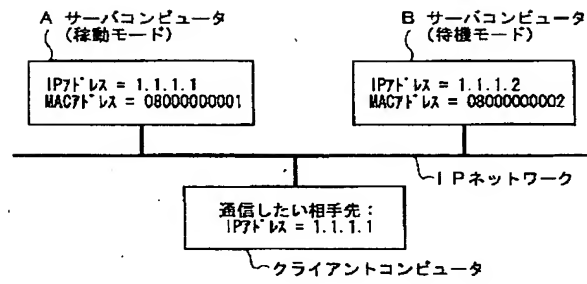 A サーバコンピュータ
(稼動モード)
B サーバコンピュータ
(待機モード)
IPｱﾄﾞﾚｽ = 1.1.1.1
MACｱﾄﾞﾚｽ = 08000000001
IPｱﾄﾞﾚｽ = 1.1.1.2
MACｱﾄﾞﾚｽ = 08000000002
IPネットワーク
通信したい相手先：
IPｱﾄﾞﾚｽ = 1.1.1.1
クライアントコンピュータ